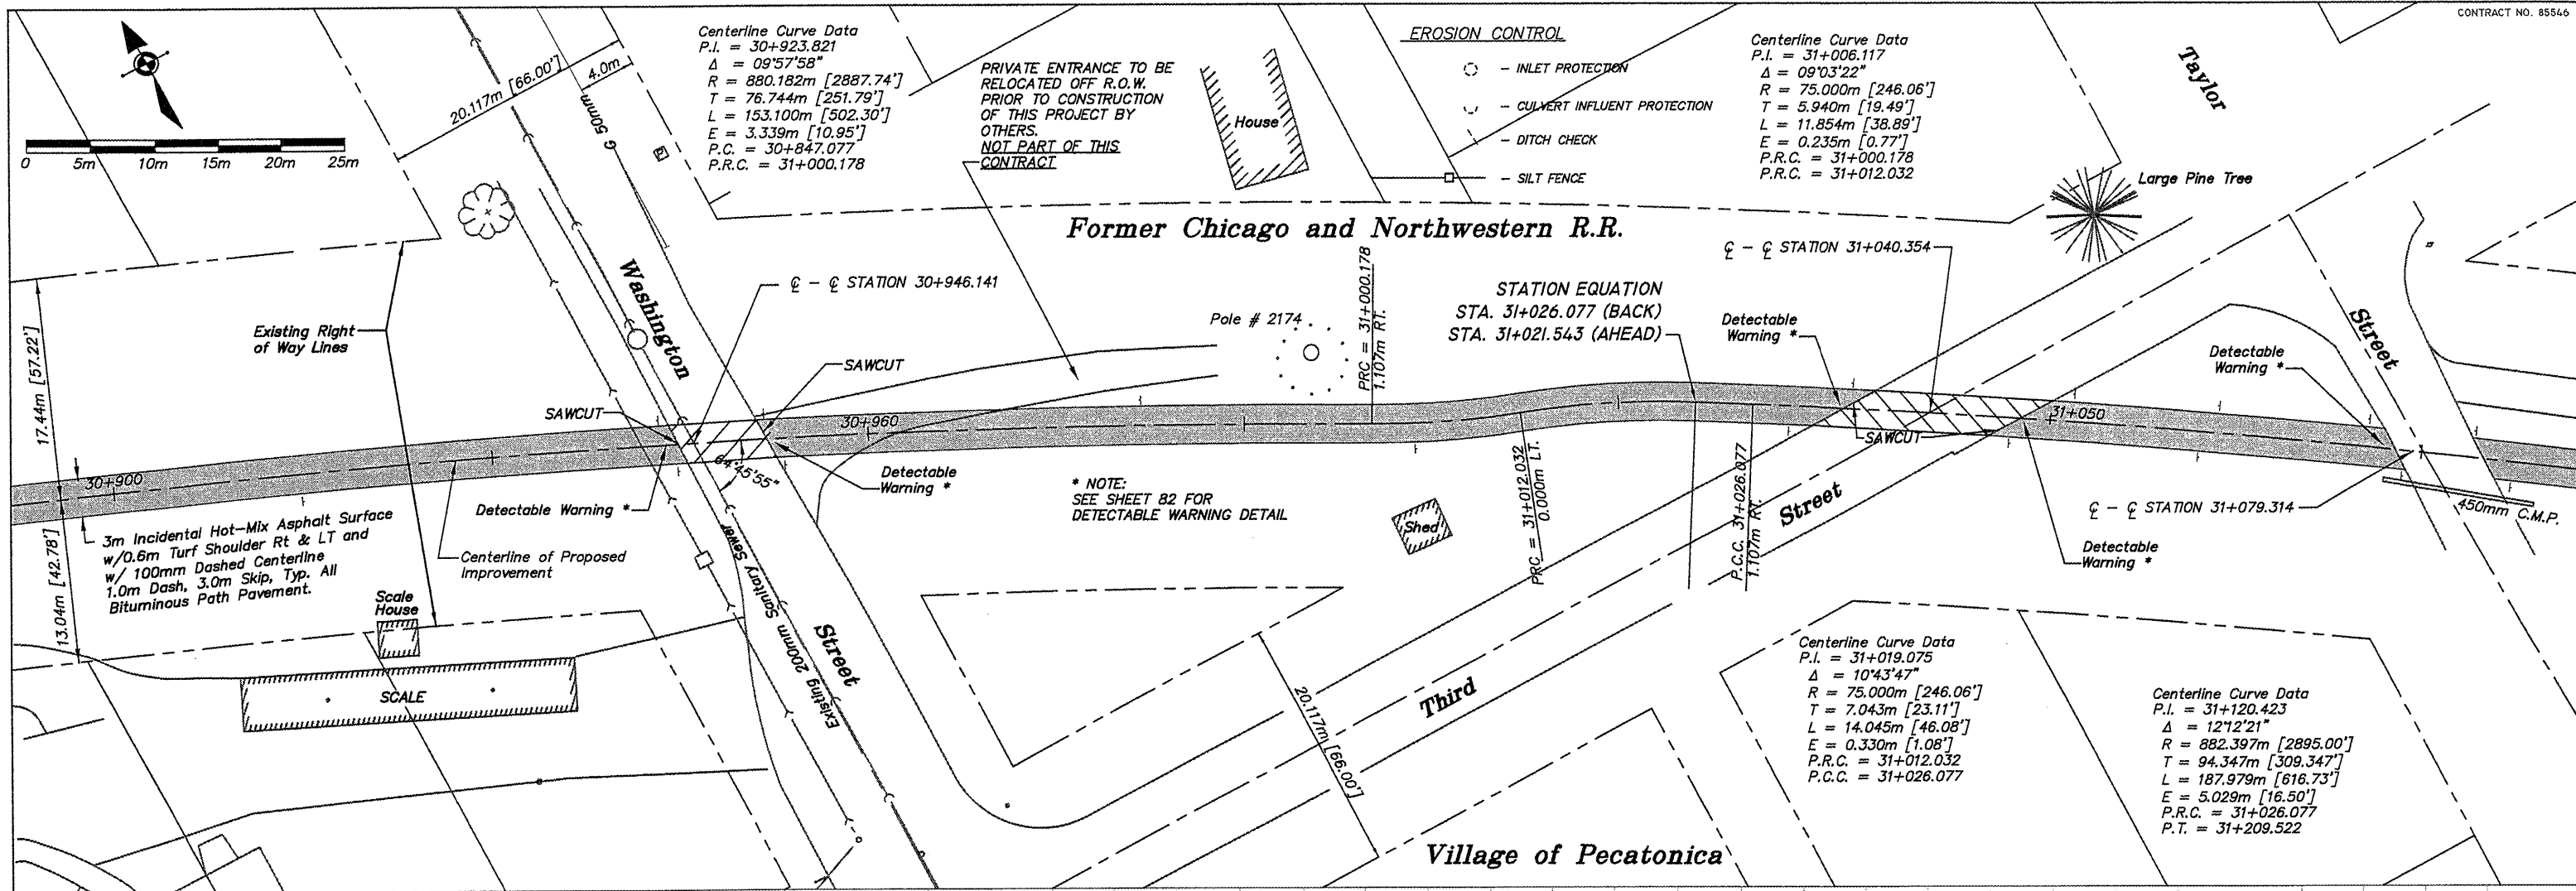 CONTRACT NO. 85546
20.117m [66.00']
4.0m
G 50mm
0 5m 10m 15m 20m 25m
Centerline Curve Data
P.I. = 30+923.821
Δ = 09°57'58"
R = 880.182m [2887.74']
T = 76.744m [251.79']
L = 153.100m [502.30']
E = 3.339m [10.95']
P.C. = 30+847.077
P.R.C. = 31+000.178
PRIVATE ENTRANCE TO BE
RELOCATED OFF R.O.W.
PRIOR TO CONSTRUCTION
OF THIS PROJECT BY
OTHERS.
NOT PART OF THIS
CONTRACT
House
EROSION CONTROL
- INLET PROTECTION
- CULVERT INFLUENT PROTECTION
- DITCH CHECK
- SILT FENCE
Centerline Curve Data
P.I. = 31+006.117
Δ = 09°03'22"
R = 75.000m [246.06']
T = 5.940m [19.49']
L = 11.854m [38.89']
E = 0.235m [0.77']
P.R.C. = 31+000.178
P.R.C. = 31+012.032
Taylor
Large Pine Tree
Former Chicago and Northwestern R.R.
Washington
℄ - ℄ STATION 30+946.141
Existing Right
of Way Lines
17.44m [57.22']
Pole # 2174
PRC = 31+000.178
1.107m RT.
STATION EQUATION
STA. 31+026.077 (BACK)
STA. 31+021.543 (AHEAD)
℄ - ℄ STATION 31+040.354
Detectable
Warning *
Street
Detectable
Warning *
SAWCUT
SAWCUT
30+960
SAWCUT
31+050
30+900
64°45'55"
Detectable
Warning *
Detectable Warning *
* NOTE:
SEE SHEET 82 FOR
DETECTABLE WARNING DETAIL
Shed
PRC = 31+012.032
0.000m LT.
P.C.C. 31+026.077
1.107m RT.
Street
℄ - ℄ STATION 31+079.314
450mm C.M.P.
Detectable
Warning *
13.04m [42.78']
3m Incidental Hot-Mix Asphalt Surface
w/0.6m Turf Shoulder Rt & LT and
w/ 100mm Dashed Centerline
1.0m Dash, 3.0m Skip, Typ. All
Bituminous Path Pavement.
Centerline of Proposed
Improvement
Scale
House
SCALE
Existing 200mm Sanitary Sewer
Street
20.117m [66.00']
Third
Centerline Curve Data
P.I. = 31+019.075
Δ = 10°43'47"
R = 75.000m [246.06']
T = 7.043m [23.11']
L = 14.045m [46.08']
E = 0.330m [1.08']
P.R.C. = 31+012.032
P.C.C. = 31+026.077
Centerline Curve Data
P.I. = 31+120.423
Δ = 12°12'21"
R = 882.397m [2895.00']
T = 94.347m [309.347']
L = 187.979m [616.73']
E = 5.029m [16.50']
P.R.C. = 31+026.077
P.T. = 31+209.522
Village of Pecatonica